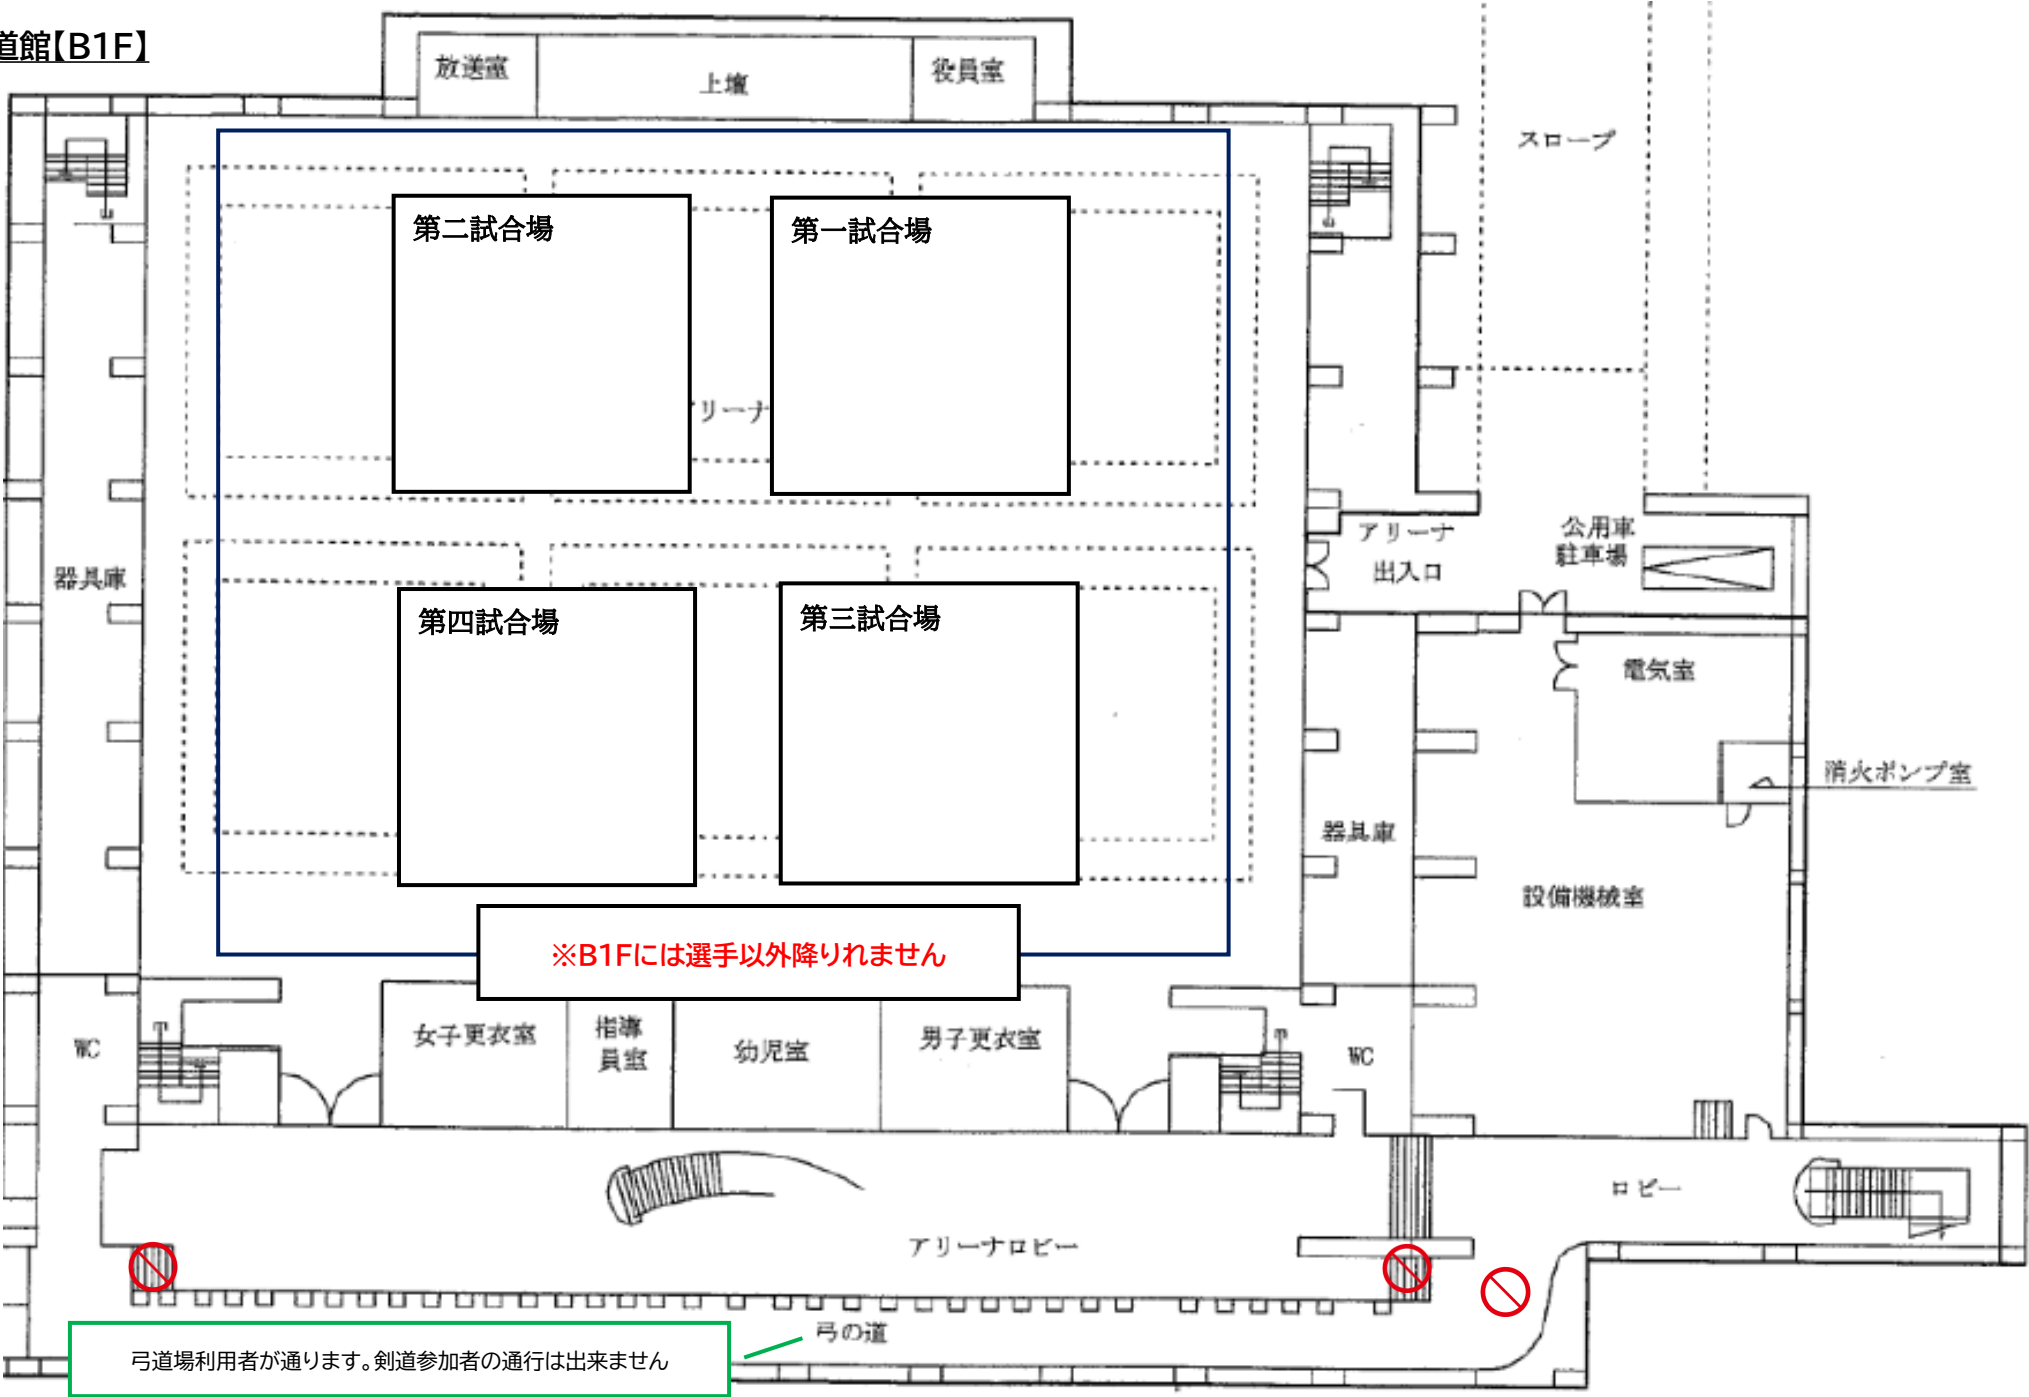 道館【B1F】
放送室
上壇
役員室
スロープ
第二試合場
第一試合場
リーナ
アリーナ
出入口
公用車
駐車場
器具庫
第四試合場
第三試合場
電気室
消火ポンプ室
器具庫
設備機械室
※B1Fには選手以外降りれません
WC
女子更衣室
指導
員室
幼児室
男子更衣室
WC
ロビー
アリーナロビー
弓の道
弓道場利用者が通ります。剣道参加者の通行は出来ません